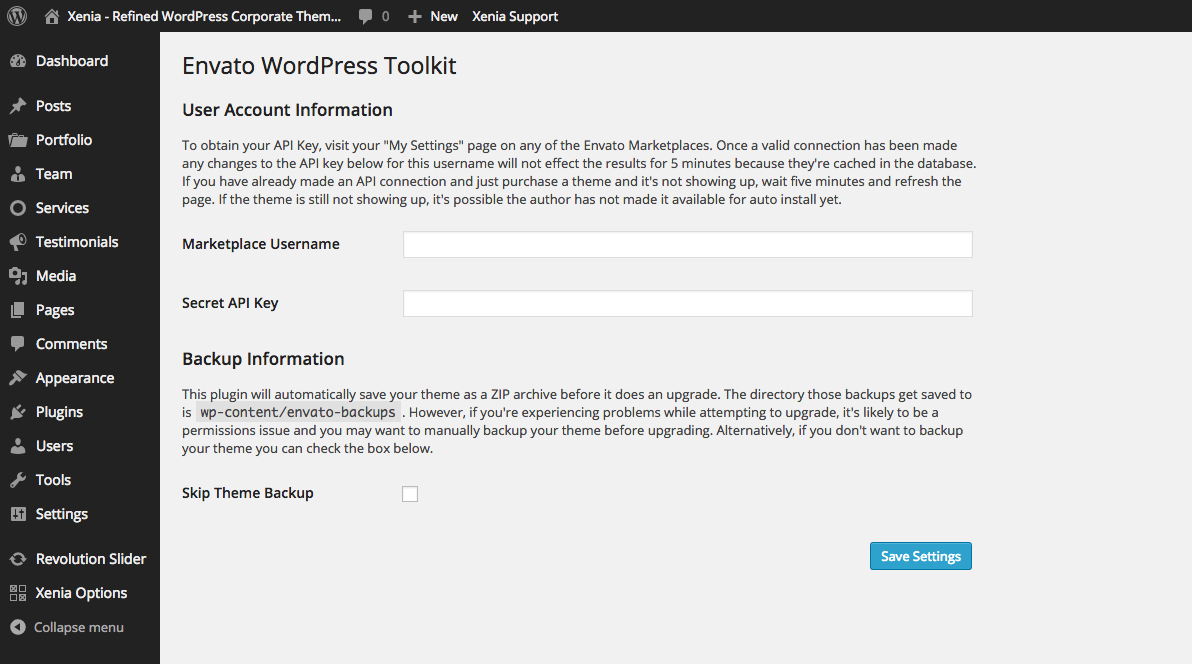 Xenia - Refined WordPress Corporate Them... 0 New Xenia Support
Dashboard
Posts
Portfolio
Team
Services
Testimonials
Media
Pages
Comments
Appearance
Plugins
Users
Tools
Settings
Revolution Slider
Xenia Options
Collapse menu
Envato WordPress Toolkit
User Account Information
To obtain your API Key, visit your "My Settings" page on any of the Envato Marketplaces. Once a valid connection has been made
any changes to the API key below for this username will not effect the results for 5 minutes because they're cached in the database.
If you have already made an API connection and just purchase a theme and it's not showing up, wait five minutes and refresh the
page. If the theme is still not showing up, it's possible the author has not made it available for auto install yet.
Marketplace Username
Secret API Key
Backup Information
This plugin will automatically save your theme as a ZIP archive before it does an upgrade. The directory those backups get saved to
is wp-content/envato-backups . However, if you're experiencing problems while attempting to upgrade, it's likely to be a
permissions issue and you may want to manually backup your theme before upgrading. Alternatively, if you don't want to backup
your theme you can check the box below.
Skip Theme Backup
Save Settings